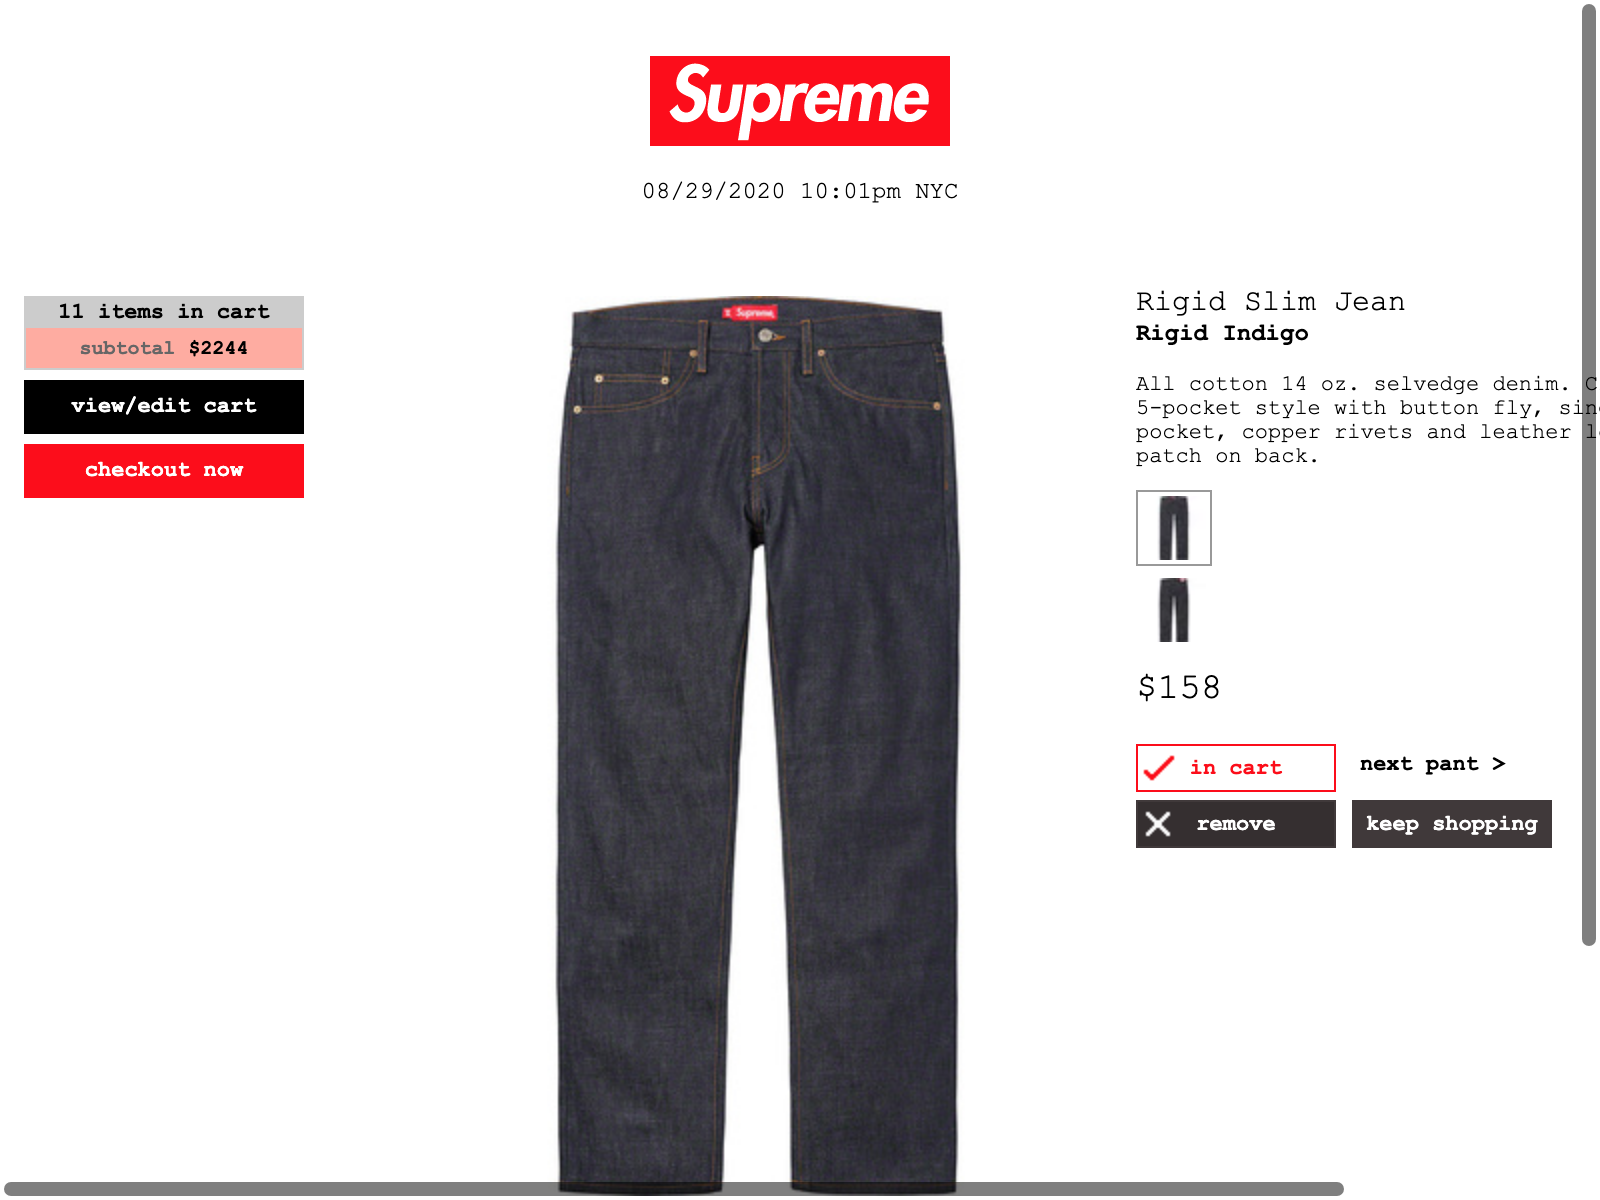 Supreme
08/29/2020 10:01pm NYC
11 items in cart
subtotal $2244
view/edit cart
checkout now
Supreme
Rigid Slim Jean
Rigid Indigo
All cotton 14 oz. selvedge denim.
5-pocket style with button fly,
pocket, copper rivets and leather
patch on back.
$158
in cart
next pant >
remove
keep shopping